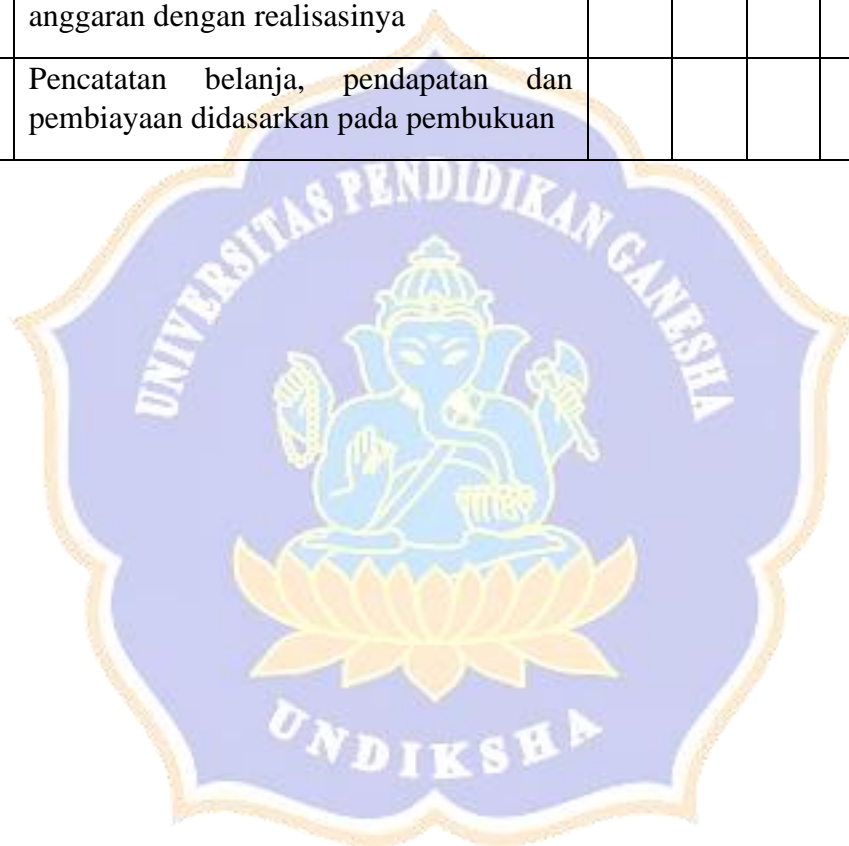 anggaran dengan realisasinya
Pencatatan belanja, pendapatan dan
pembiayaan didasarkan pada pembukuan
UNIVERSITAS PENDIDIKAN GANESHA
UNDIKSHA